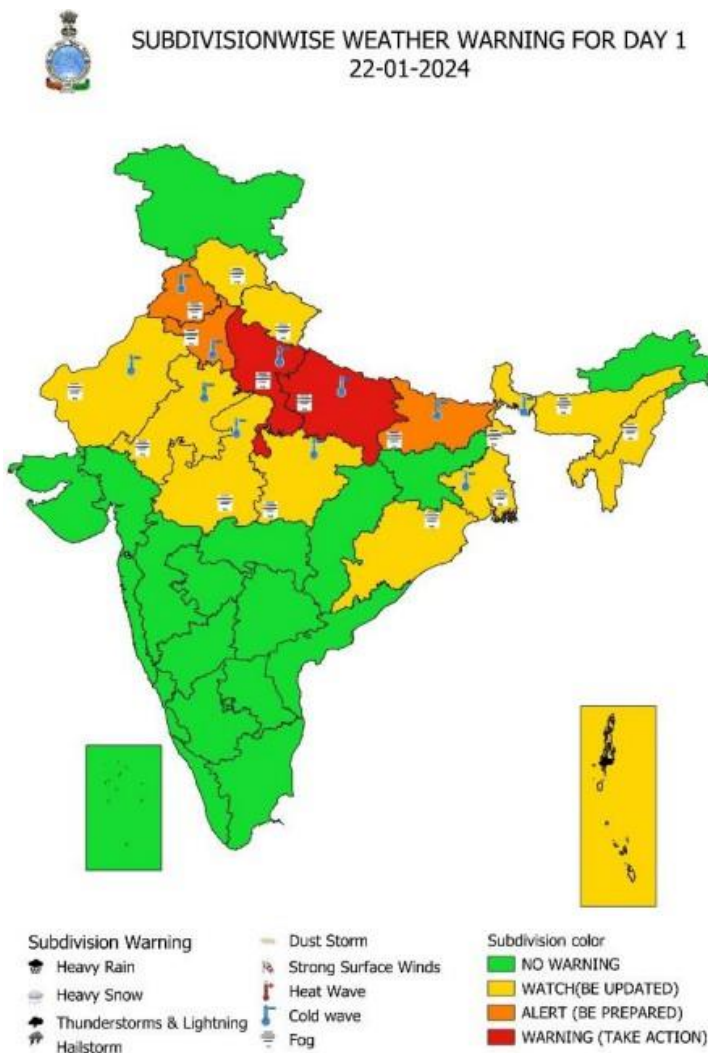 SUBDIVISIONWISE WEATHER WARNING FOR DAY 1
22-01-2024
Subdivision Warning
Heavy Rain
Heavy Snow
Thunderstorms & Lightning
Hailstorm
Dust Storm
Strong Surface Winds
Heat Wave
Cold wave
Fog
Subdivision color
NO WARNING
WATCH(BE UPDATED)
ALERT (BE PREPARED)
WARNING (TAKE ACTION)